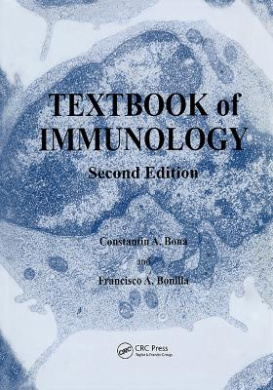 TEXTBOOK of
IMMUNOLOGY
Second Edition
Constantin A. Bona
and
Francisco A. Bonilla
CRC Press
Taylor & Francis Group